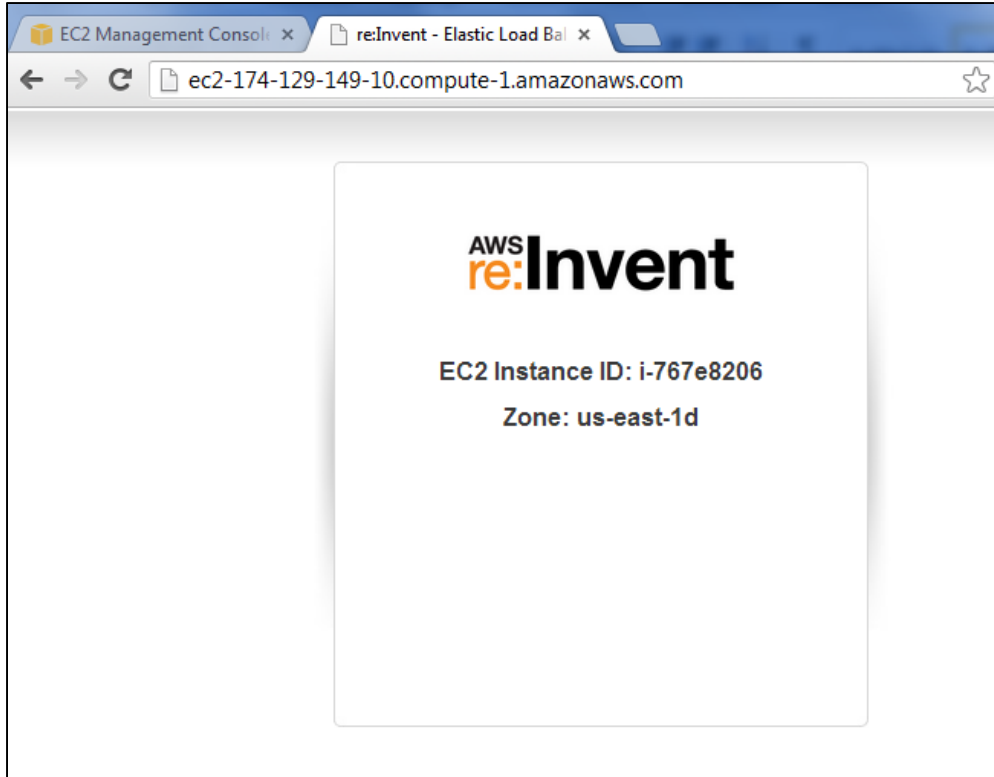 EC2 Management Consol
re:Invent - Elastic Load Bal
ec2-174-129-149-10.compute-1.amazonaws.com
AWS
re:Invent
EC2 Instance ID: i-767e8206
Zone: us-east-1d